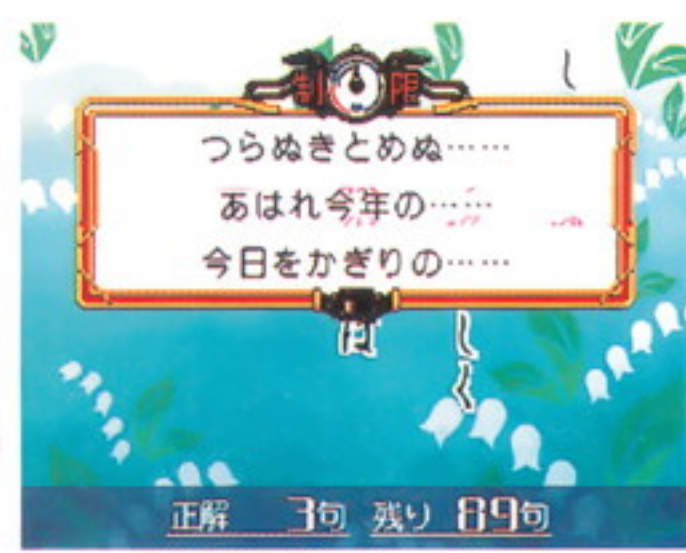 制限
し
つらぬきとめぬ……
あはれ今年の……
今日をかぎりの……
は
しく
正解 3句 残り 89句